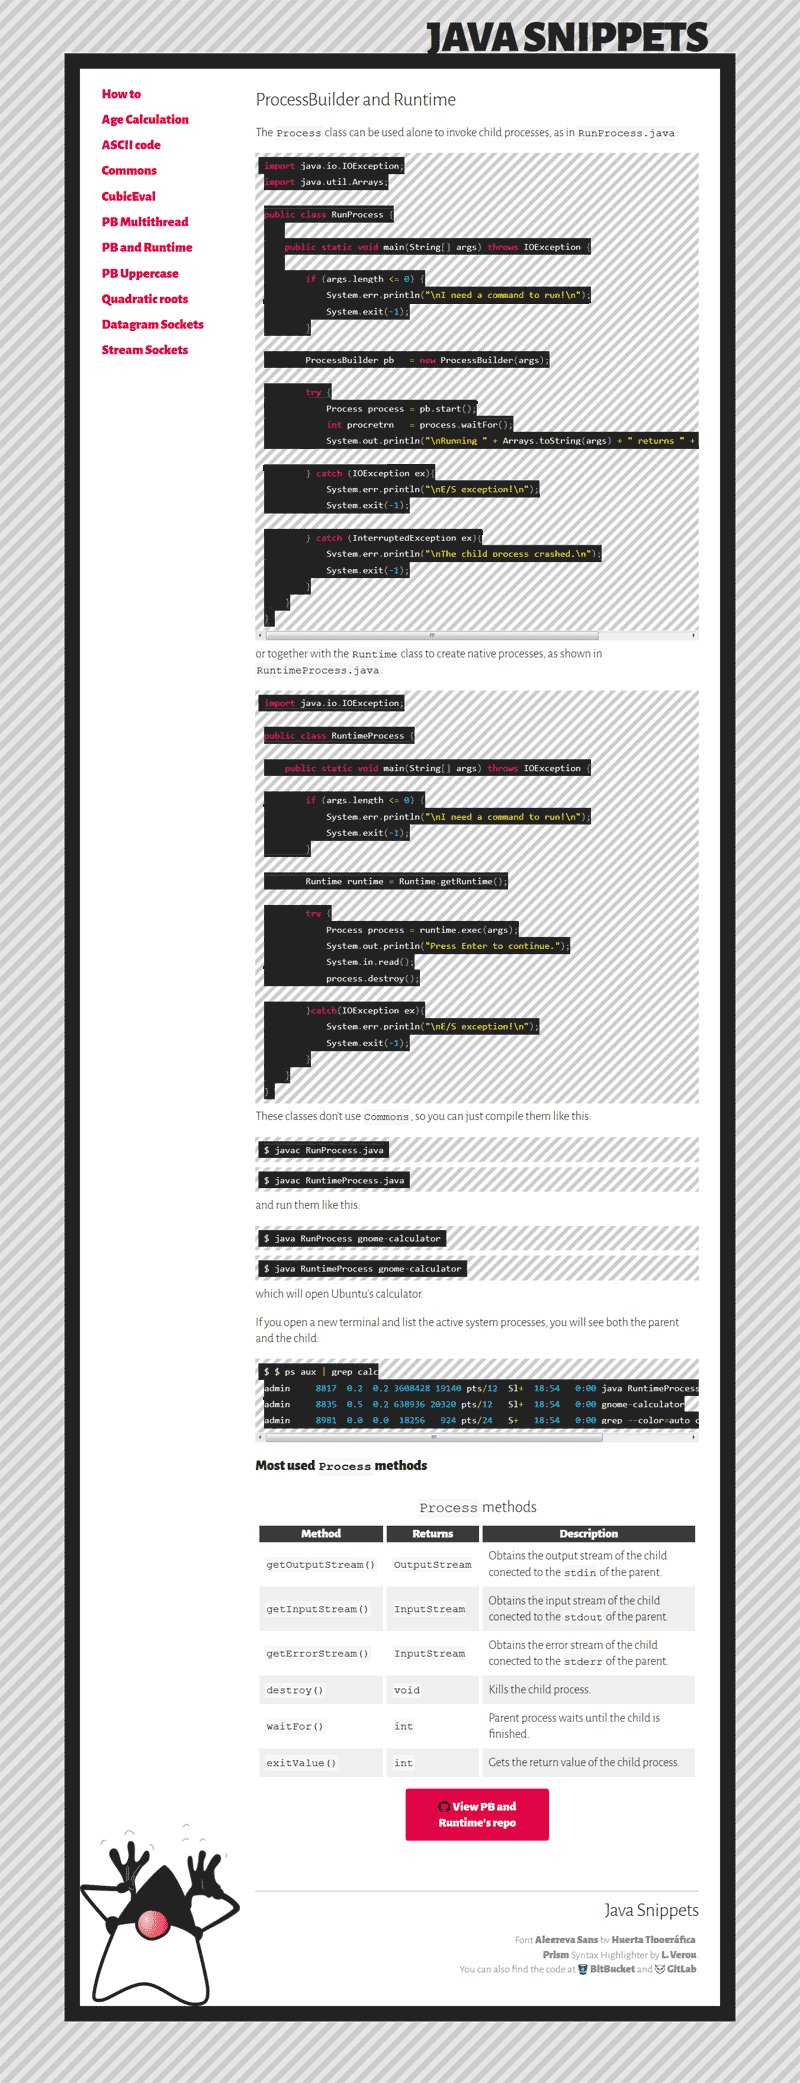 JAVA SNIPPETS
How to
Age Calculation
ASCII code
Commons
CubicEval
PB Multithread
PB and Runtime
PB Uppercase
Quadratic roots
Datagram Sockets
Stream Sockets
ProcessBuilder and Runtime
The Process class can be used alone to invoke child processes, as in RunProcess.java:
import java.io.IOException;
import java.util.Arrays;
public class RunProcess {
public static void main(String[] args) throws IOException {
if (args.length <= 0) {
System.err.println("\nI need a command to run!\n");
System.exit(-1);
}
ProcessBuilder pb = new ProcessBuilder(args);
try {
Process process = pb.start();
int procretrn = process.waitFor();
System.out.println("\nRunning " + Arrays.toString(args) + " returns " +
} catch (IOException ex){
System.err.println("\nE/S exception!\n");
System.exit(-1);
} catch (InterruptedException ex){
System.err.println("\nThe child process crashed.\n");
System.exit(-1);
}
}
}
or together with the Runtime class to create native processes, as shown in
RuntimeProcess.java:
import java.io.IOException;
public class RuntimeProcess {
public static void main(String[] args) throws IOException {
if (args.length <= 0) {
System.err.println("\nI need a command to run!\n");
System.exit(-1);
}
Runtime runtime = Runtime.getRuntime();
try {
Process process = runtime.exec(args);
System.out.println("Press Enter to continue.");
System.in.read();
process.destroy();
}catch(IOException ex){
System.err.println("\nE/S exception!\n");
System.exit(-1);
}
}
}
These classes don't use Commons, so you can just compile them like this:
$ javac RunProcess.java
$ javac RuntimeProcess.java
and run them like this:
$ java RunProcess gnome-calculator
$ java RuntimeProcess gnome-calculator
which will open Ubuntu's calculator.
If you open a new terminal and list the active system processes, you will see both the parent
and the child:
$ $ ps aux | grep calc
admin 8817 0.2 0.2 3608428 19140 pts/12 Sl+ 18:54 0:00 java RuntimeProcess
admin 8835 0.5 0.2 638936 20320 pts/12 Sl+ 18:54 0:00 gnome-calculator
admin 8981 0.0 0.0 18256 924 pts/24 S+ 18:54 0:00 grep --color=auto c
Most used Process methods
Process methods
Method Returns Description
getOutputStream() OutputStream Obtains the output stream of the child
conected to the stdin of the parent.
getInputStream() InputStream Obtains the input stream of the child
conected to the stdout of the parent.
getErrorStream() InputStream Obtains the error stream of the child
conected to the stderr of the parent.
destroy() void Kills the child process.
waitFor() int Parent process waits until the child is
finished.
exitValue() int Gets the return value of the child process.
View PB and
Runtime's repo
Java Snippets
Font Alegreya Sans by Huerta Tipográfica
Prism Syntax Highlighter by L. Verou
You can also find the code at BitBucket and GitLab.